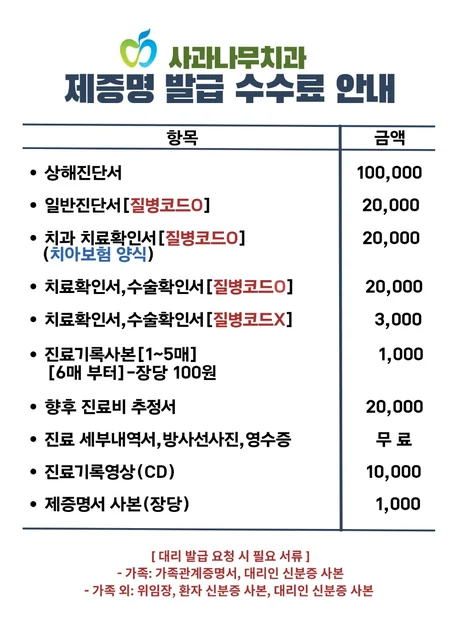 사과나무치과
제증명 발급 수수료 안내
항목 금액
• 상해진단서 100,000
• 일반진단서[질병코드O] 20,000
• 치과 치료확인서[질병코드O] 20,000
(치아보험 양식)
• 치료확인서,수술확인서[질병코드O] 20,000
• 치료확인서,수술확인서[질병코드X] 3,000
• 진료기록사본[1~5매] 1,000
[6매 부터]-장당 100원
• 향후 진료비 추정서 20,000
• 진료 세부내역서,방사선사진,영수증 무 료
• 진료기록영상(CD) 10,000
• 제증명서 사본(장당) 1,000
[ 대리 발급 요청 시 필요 서류 ]
- 가족: 가족관계증명서, 대리인 신분증 사본
- 가족 외: 위임장, 환자 신분증 사본, 대리인 신분증 사본